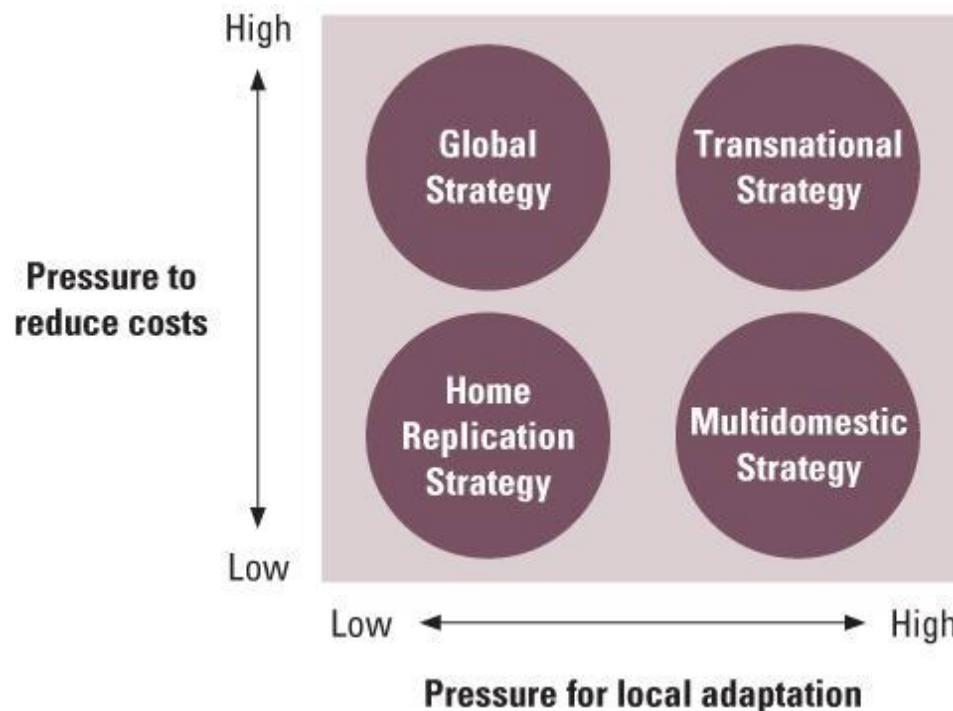 High
Global
Strategy
Transnational
Strategy
Pressure to
reduce costs
Home
Replication
Strategy
Multidomestic
Strategy
Low
Low
High
Pressure for local adaptation